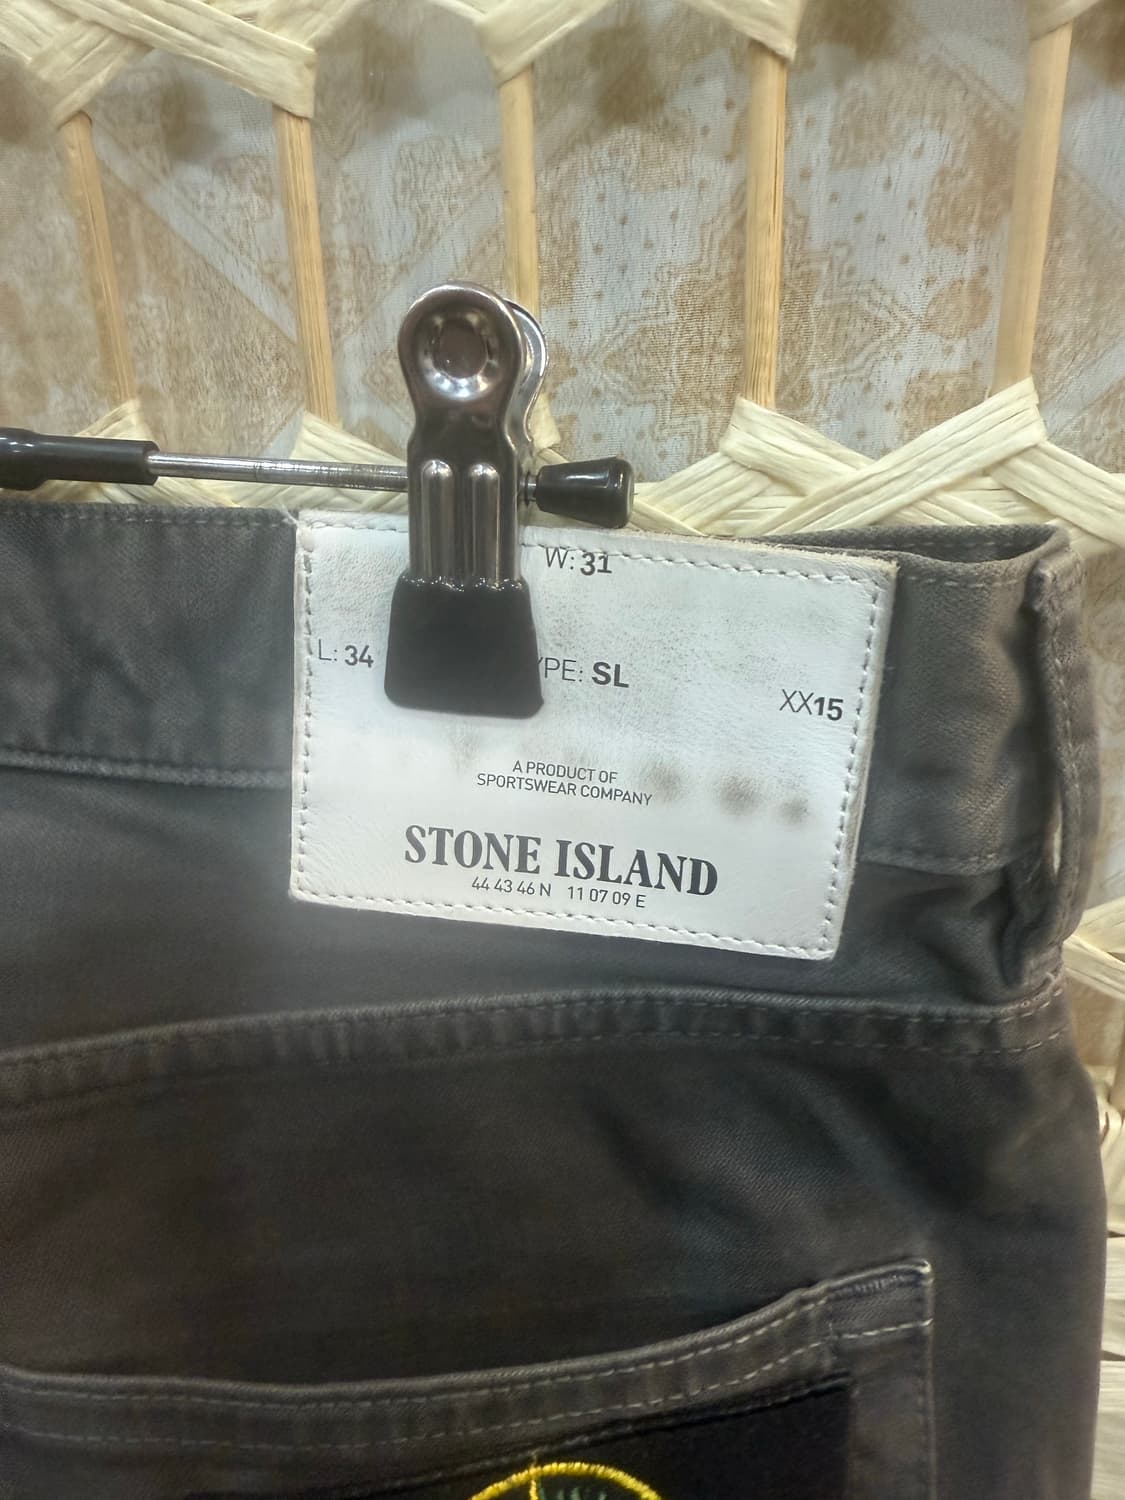 W: 31
L: 34
YPE: SL
XX15
A PRODUCT OF
SPORTSWEAR COMPANY
STONE ISLAND
44 43 46 N 11 07 09 E